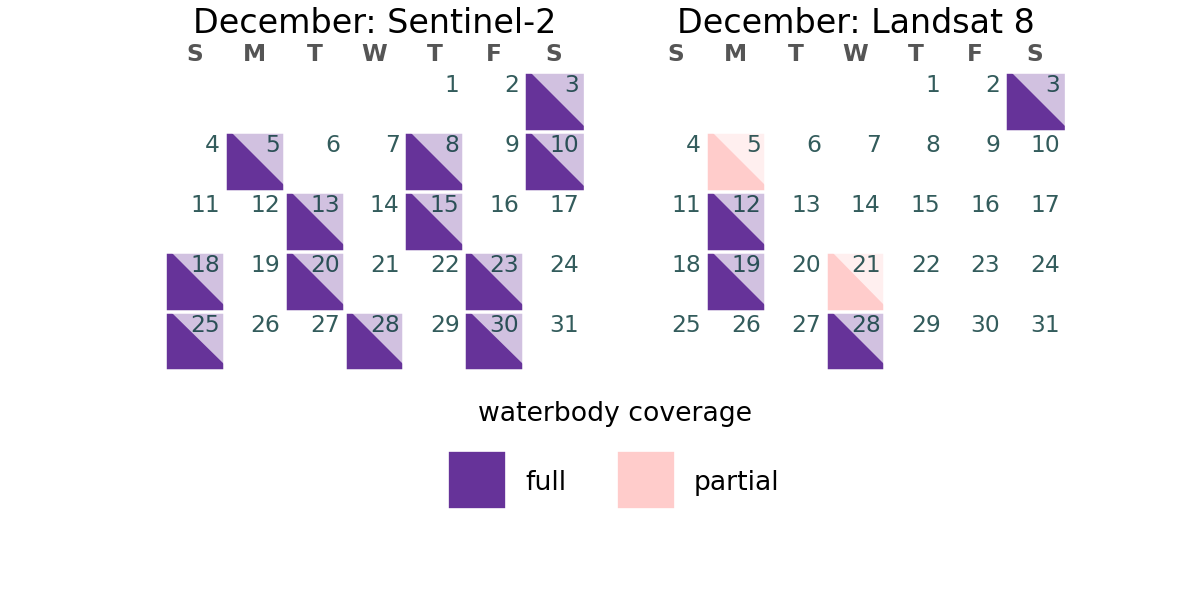 December: Sentinel-2
S M T W T F S
1 2 3
4 5 6 7 8 9 10
11 12 13 14 15 16 17
18 19 20 21 22 23 24
25 26 27 28 29 30 31
December: Landsat 8
S M T W T F S
1 2 3
4 5 6 7 8 9 10
11 12 13 14 15 16 17
18 19 20 21 22 23 24
25 26 27 28 29 30 31
waterbody coverage
full partial